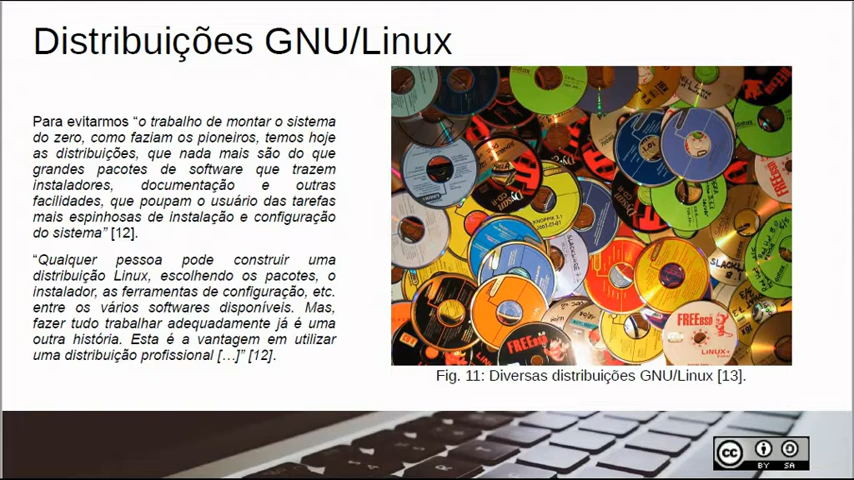 Distribuições GNU/Linux
Para evitarmos “o trabalho de montar o sistema
do zero, como faziam os pioneiros, temos hoje
as distribuições, que nada mais são do que
grandes pacotes de software que trazem
instaladores, documentação e outras
facilidades, que poupam o usuário das tarefas
mais espinhosas de instalação e configuração
do sistema” [12].
“Qualquer pessoa pode construir uma
distribuição Linux, escolhendo os pacotes, o
instalador, as ferramentas de configuração, etc.
entre os vários softwares disponíveis. Mas,
fazer tudo trabalhar adequadamente já é uma
outra história. Esta é a vantagem em utilizar
uma distribuição profissional [...]” [12].
KNOPPIX 3.1
FREEBSD
LINUX
Fig. 11: Diversas distribuições GNU/Linux [13].
cc
BY SA